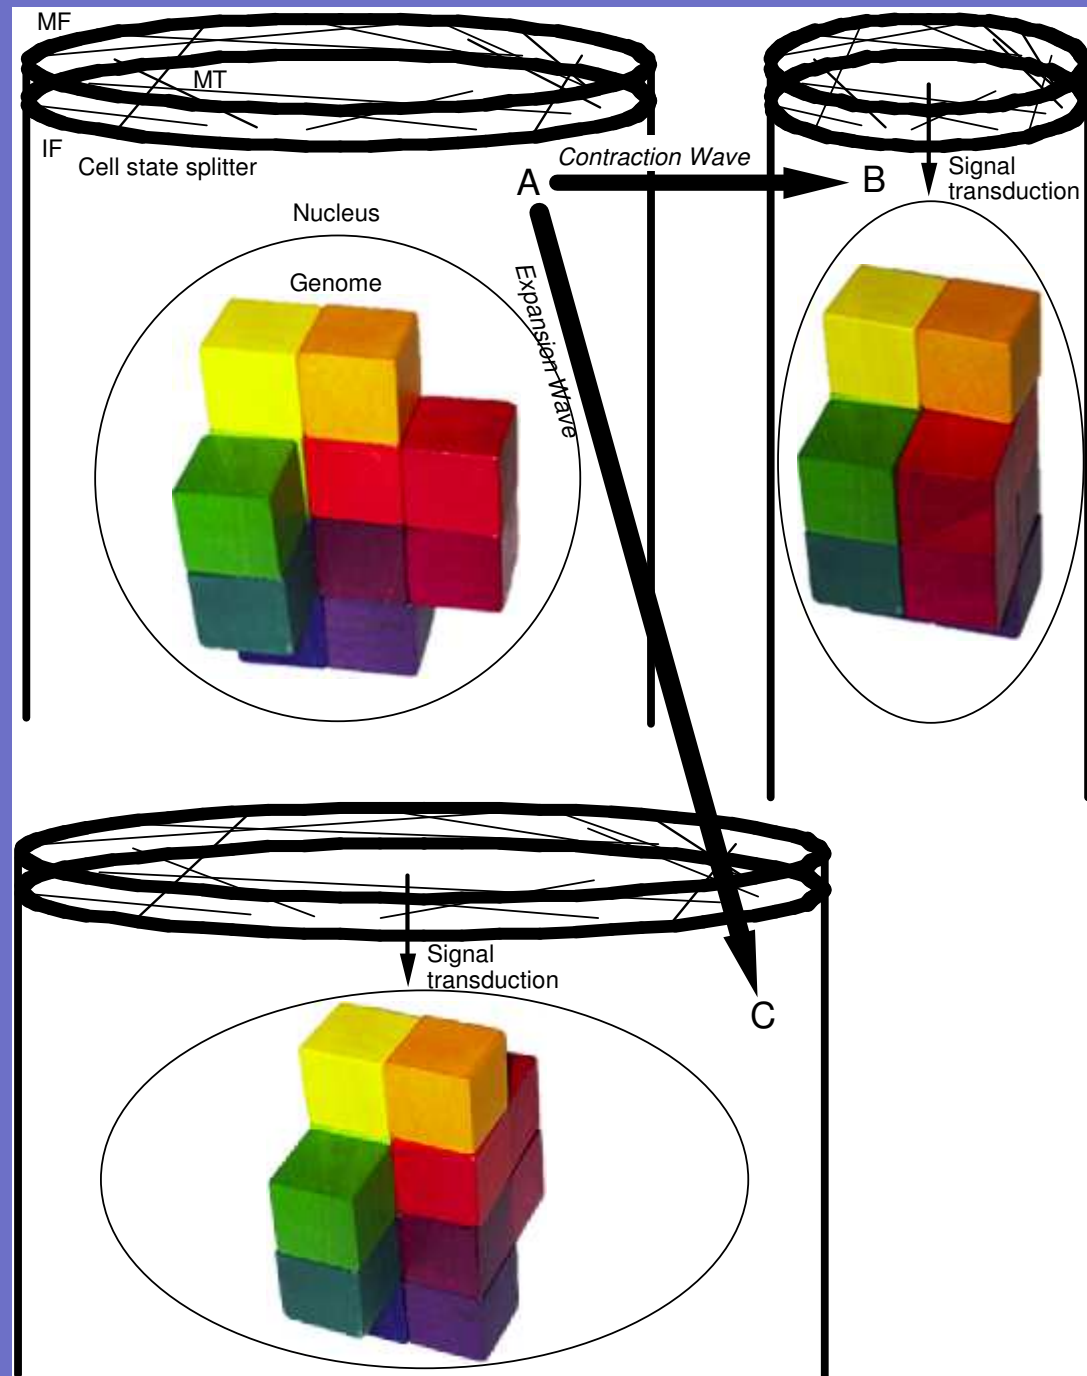 MF
MT
IF
Cell state splitter
A
Contraction Wave
B
Signal
transduction
Nucleus
Genome
Expansion Wave
Signal
transduction
C